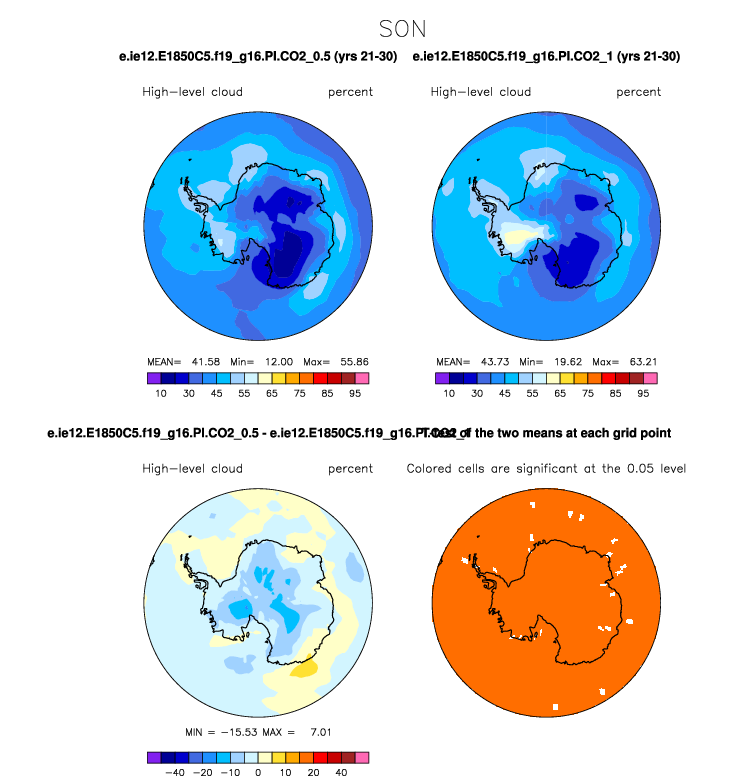 SON
e.ie12.E1850C5.f19_g16.PI.CO2_0.5 (yrs 21-30) e.ie12.E1850C5.f19_g16.PI.CO2_1 (yrs 21-30)
High-level cloud percent High-level cloud percent
MEAN= 41.58 Min= 12.00 Max= 55.86 MEAN= 43.73 Min= 19.62 Max= 63.21
10 30 45 55 65 75 85 95 10 30 45 55 65 75 85 95
e.ie12.E1850C5.f19_g16.PI.CO2_0.5 - e.ie12.E1850C5.f19_g16.PI.CO2_1 T-test of the two means at each grid point
High-level cloud percent Colored cells are significant at the 0.05 level
MIN = -15.53 MAX = 7.01
-40 -20 -10 0 10 20 40